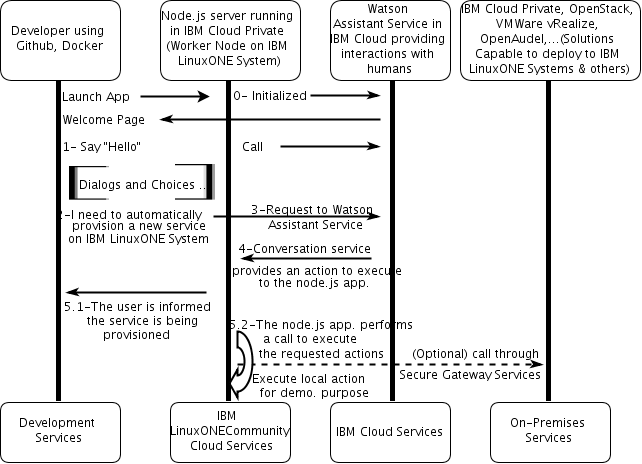 Developer using
Github, Docker
Node.js server running
in IBM Cloud Private
(Worker Node on IBM
LinuxONE System)
Watson
Assistant Service in
IBM Cloud providing
interactions with
humans
IBM Cloud Private, OpenStack,
VMWare vRealize,
OpenAudel,...(Solutions
Capable to deploy to IBM
LinuxONE Systems & others)
Launch App
0- Initialized
Welcome Page
1- Say "Hello"
Call
Dialogs and Choices ...
2-I need to automatically
provision a new service
on IBM LinuxONE System
3-Request to Watson
Assistant Service
4-Conversation service
provides an action to execute
to the node.js app.
5.1-The user is informed
the service is being
provisioned
5.2-The node.js app. performs
a call to execute
the requested actions
(Optional) call through
Secure Gateway Services
Execute local action
for demo. purpose
Development
Services
IBM
LinuxONECommunity
Cloud Services
IBM Cloud Services
On-Premises
Services